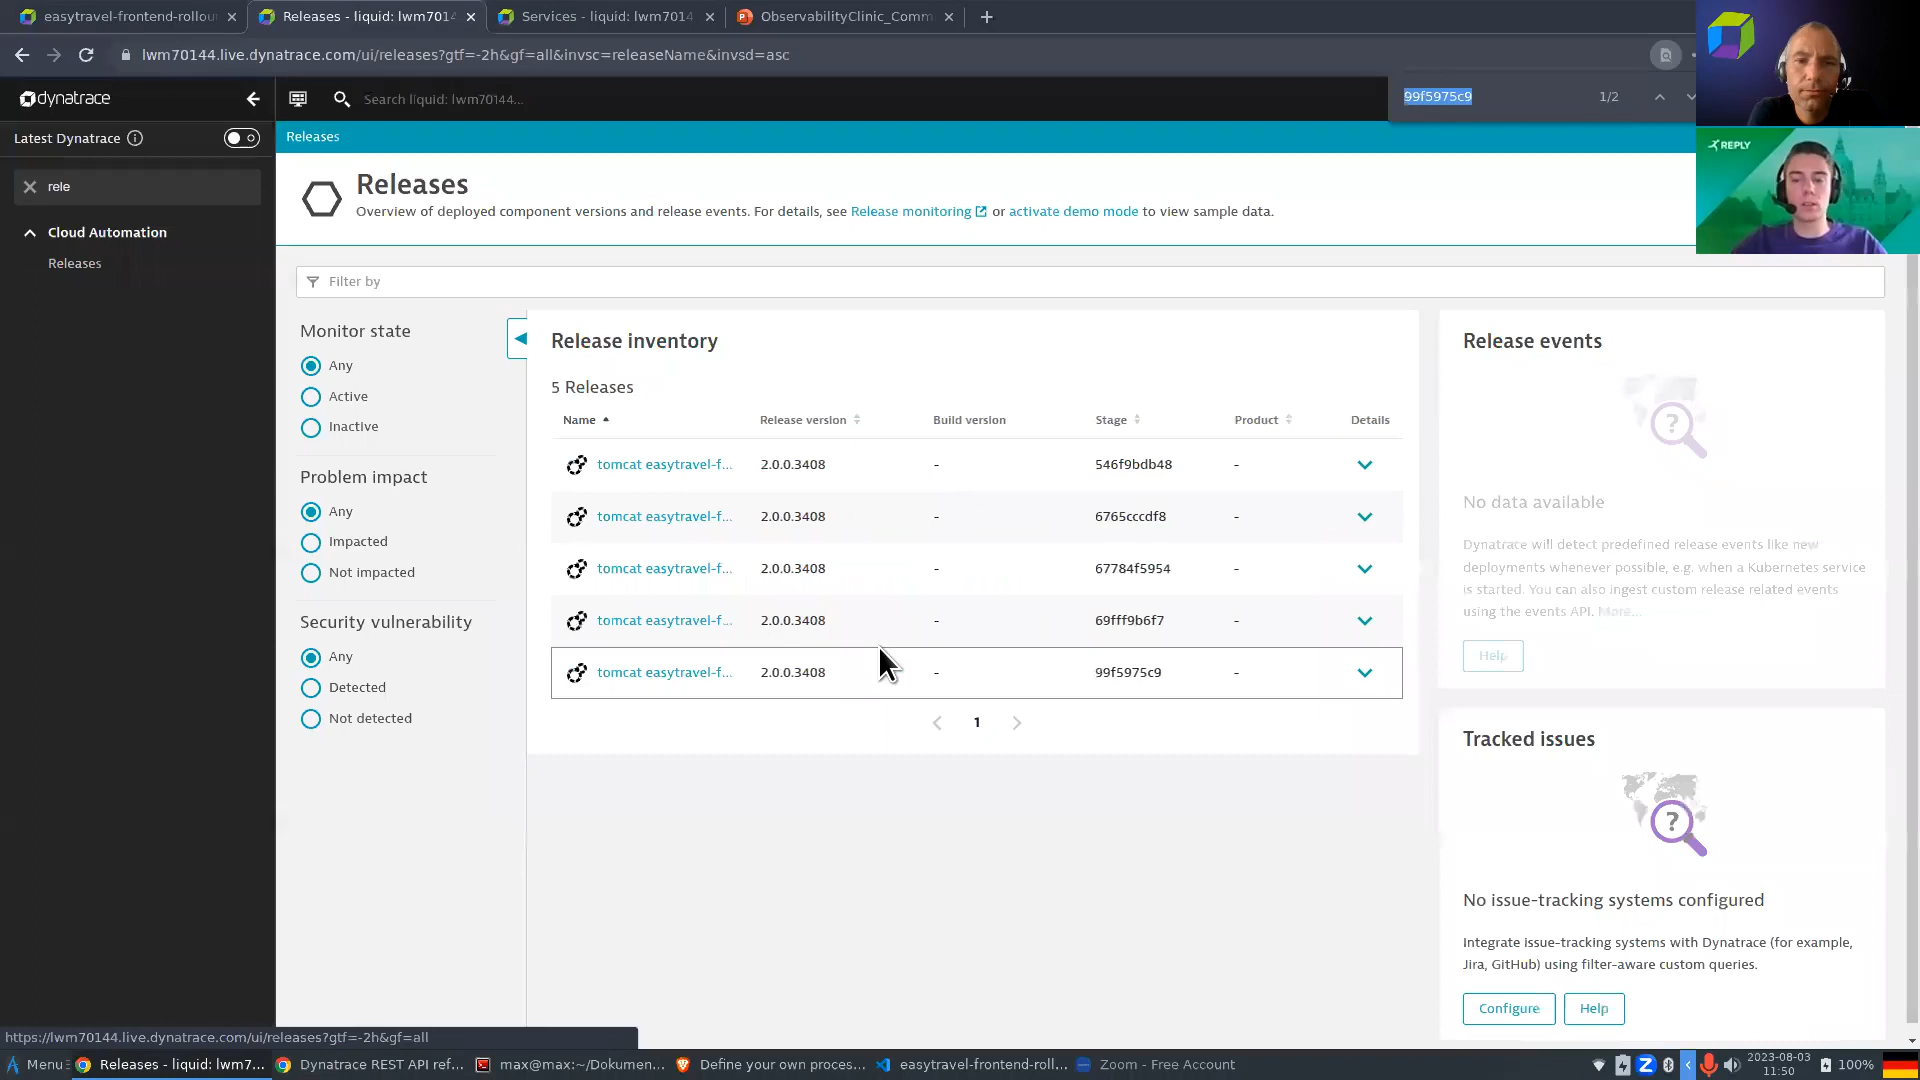 easytravel-frontend-rollou
Releases - liquid: lwm7014
Services - liquid: lwm7014
ObservabilityClinic_Comm
lwm70144.live.dynatrace.com/ui/releases?gtf=-2h&gf=all&invsc=releaseName&invsd=asc
dynatrace
Search liquid: lwm70144...
99f5975c9
1/2
REPLY
Latest Dynatrace
Releases
rele
Releases
Overview of deployed component versions and release events. For details, see Release monitoring or activate demo mode to view sample data.
Cloud Automation
Releases
Filter by
Monitor state
Any
Active
Inactive
Problem impact
Any
Impacted
Not impacted
Security vulnerability
Any
Detected
Not detected
Release inventory
5 Releases
Name Release version Build version Stage Product Details
tomcat easytravel-f... 2.0.0.3408 - 546f9bdb48 -
tomcat easytravel-f... 2.0.0.3408 - 6765cccdf8 -
tomcat easytravel-f... 2.0.0.3408 - 67784f5954 -
tomcat easytravel-f... 2.0.0.3408 - 69fff9b6f7 -
tomcat easytravel-f... 2.0.0.3408 - 99f5975c9 -
1
Release events
No data available
Dynatrace will detect predefined release events like new
deployments whenever possible, e.g. when a Kubernetes service
is started. You can also ingest custom release related events
using the events API. More...
Help
Tracked issues
No issue-tracking systems configured
Integrate issue-tracking systems with Dynatrace (for example,
Jira, GitHub) using filter-aware custom queries.
Configure
Help
https://lwm70144.live.dynatrace.com/ui/releases?gtf=-2h&gf=all
Menu
Releases - liquid: lwm7...
Dynatrace REST API ref...
max@max:~/Dokumen...
Define your own proces...
easytravel-frontend-roll...
Zoom - Free Account
2023-08-03
11:50
100%